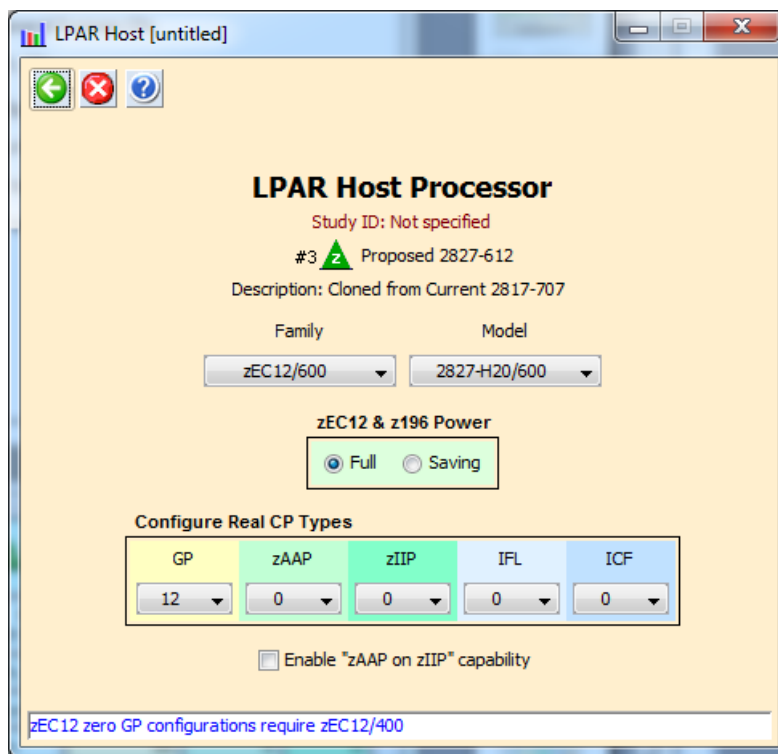 LPAR Host [untitled]
LPAR Host Processor
Study ID: Not specified
#3 z Proposed 2827-612
Description: Cloned from Current 2817-707
Family Model
zEC12/600 2827-H20/600
zEC12 & z196 Power
Full Saving
Configure Real CP Types
GP zAAP zIIP IFL ICF
12 0 0 0 0
Enable "zAAP on zIIP" capability
zEC12 zero GP configurations require zEC12/400